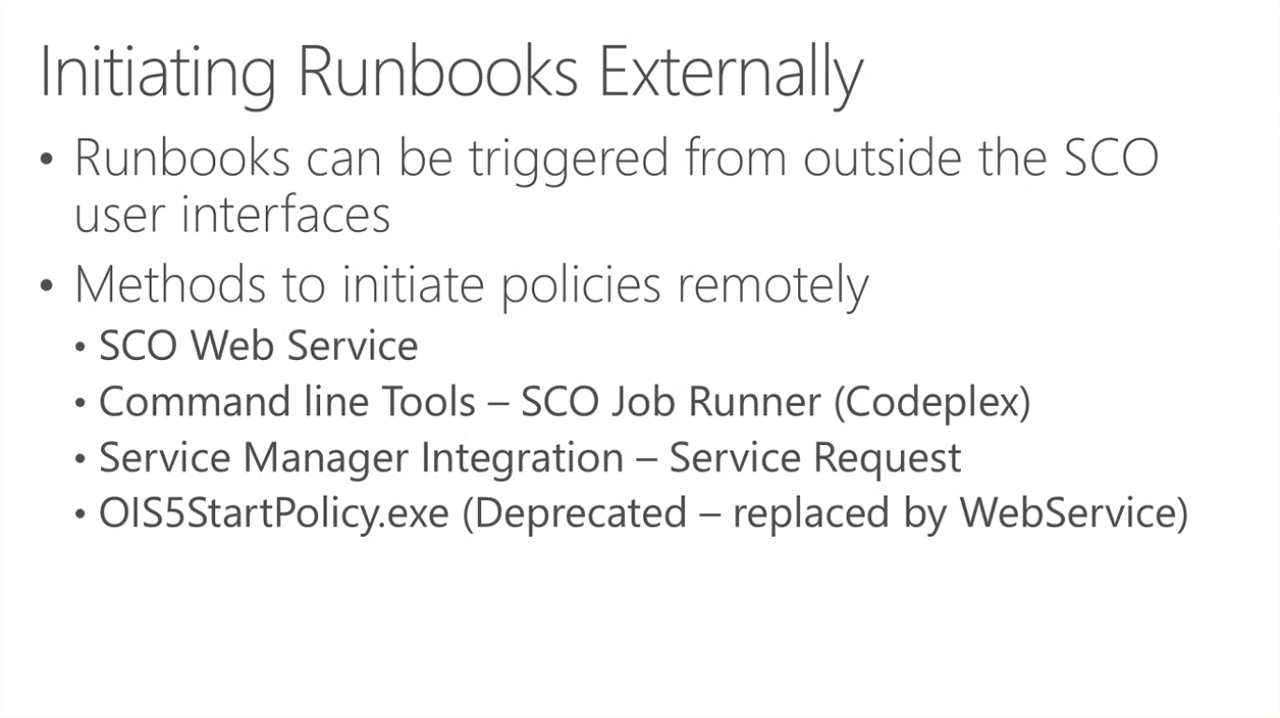 Initiating Runbooks Externally
• Runbooks can be triggered from outside the SCO
user interfaces
• Methods to initiate policies remotely
• SCO Web Service
• Command line Tools – SCO Job Runner (Codeplex)
• Service Manager Integration – Service Request
• OIS5StartPolicy.exe (Deprecated – replaced by WebService)